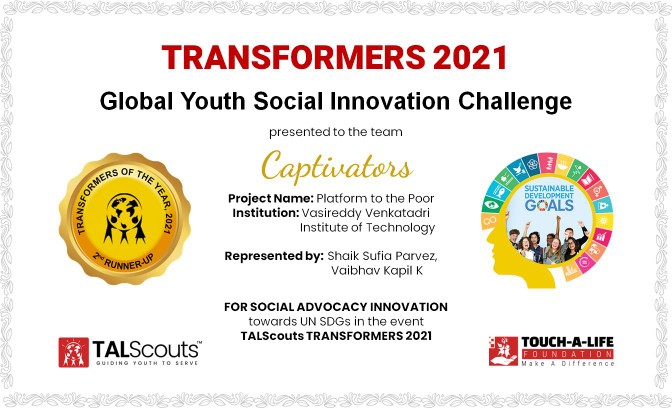 TRANSFORMERS 2021
Global Youth Social Innovation Challenge
presented to the team
Captivators
TRANSFORMERS OF THE YEAR, 2021
2nd RUNNER-UP
Project Name: Platform to the Poor
Institution: Vasireddy Venkatadri
Institute of Technology
Represented by: Shaik Sufia Parvez,
Vaibhav Kapil K
SUSTAINABLE
DEVELOPMENT
GOALS
FOR SOCIAL ADVOCACY INNOVATION
towards UN SDGs in the event
TALScouts TRANSFORMERS 2021
TALScouts™
GUIDING YOUTH TO SERVE
TOUCH-A-LIFE
FOUNDATION
Make A Difference